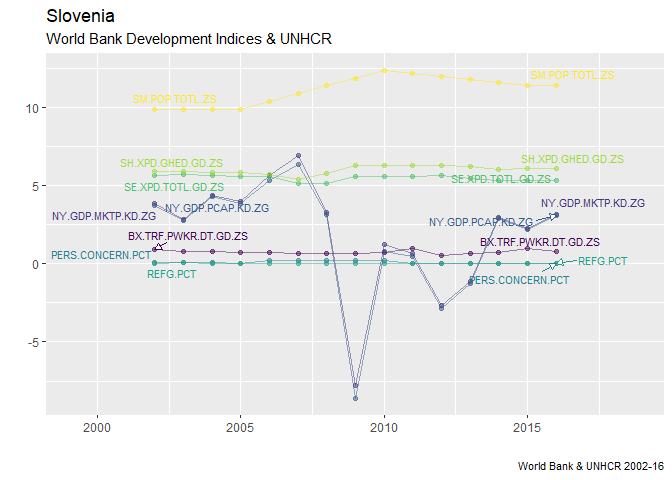 Slovenia
World Bank Development Indices & UNHCR
SM.POP.TOTL.ZS
SM.POP.TOTL.ZS
10
SH.XPD.GHED.GD.ZS
SH.XPD.GHED.GD.ZS
SE.XPD.TOTL.GD.ZS
SE.XPD.TOTL.GD.ZS
5
NY.GDP.MKTP.KD.ZG
NY.GDP.PCAP.KD.ZG
NY.GDP.MKTP.KD.ZG
NY.GDP.PCAP.KD.ZG
BX.TRF.PWKR.DT.GD.ZS
BX.TRF.PWKR.DT.GD.ZS
PERS.CONCERN.PCT
REFG.PCT
0
REFG.PCT
PERS.CONCERN.PCT
-5
2000
2005
2010
2015
World Bank & UNHCR 2002-16